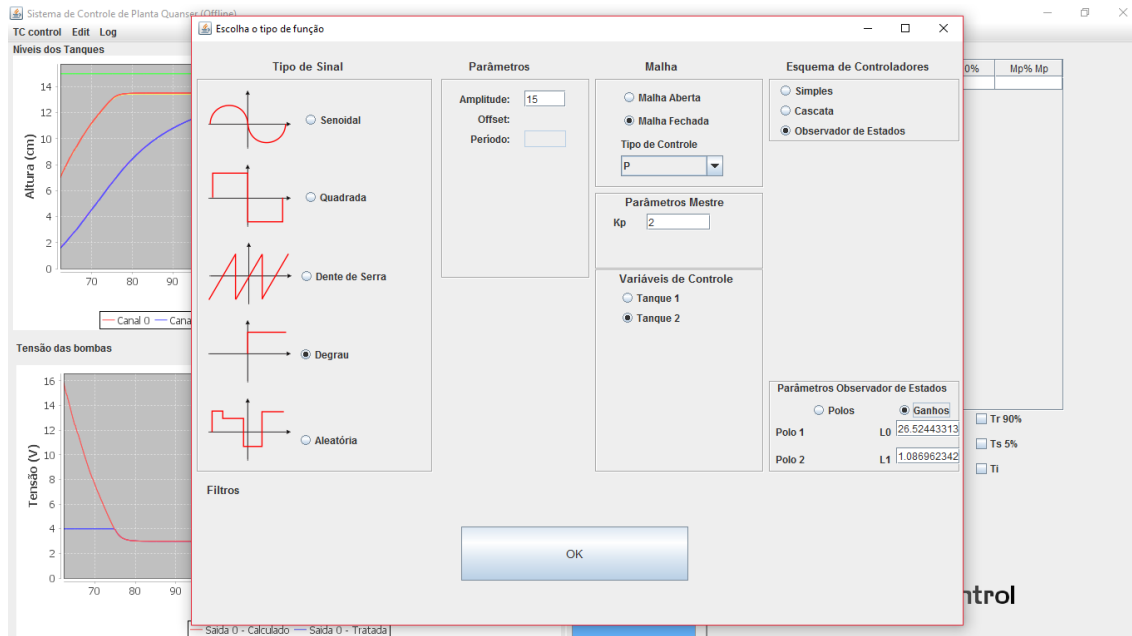 Sistema de Controle de Planta Quanser (Offline)
TC control Edit Log
Níveis dos Tanques
14
12
10
8
6
4
2
0
Altura (cm)
70 80 90
Canal 0
Tensão das bombas
16
14
12
10
8
6
4
2
0
Tensão (V)
70 80 90
Saída 0 - Calculado Saída 0 - Tratada
Escolha o tipo de função
Tipo de Sinal
Senoidal
Quadrada
Dente de Serra
Degrau
Aleatória
Filtros
Parâmetros
Amplitude: 15
Offset:
Período:
Malha
Malha Aberta
Malha Fechada
Tipo de Controle
P
Parâmetros Mestre
Kp 2
Variáveis de Controle
Tanque 1
Tanque 2
Esquema de Controladores
Simples
Cascata
Observador de Estados
Parâmetros Observador de Estados
Polos Ganhos
Polo 1 L0 26.52443313
Polo 2 L1 1.086962342
OK
0% Mp% Mp
Tr 90%
Ts 5%
Ti